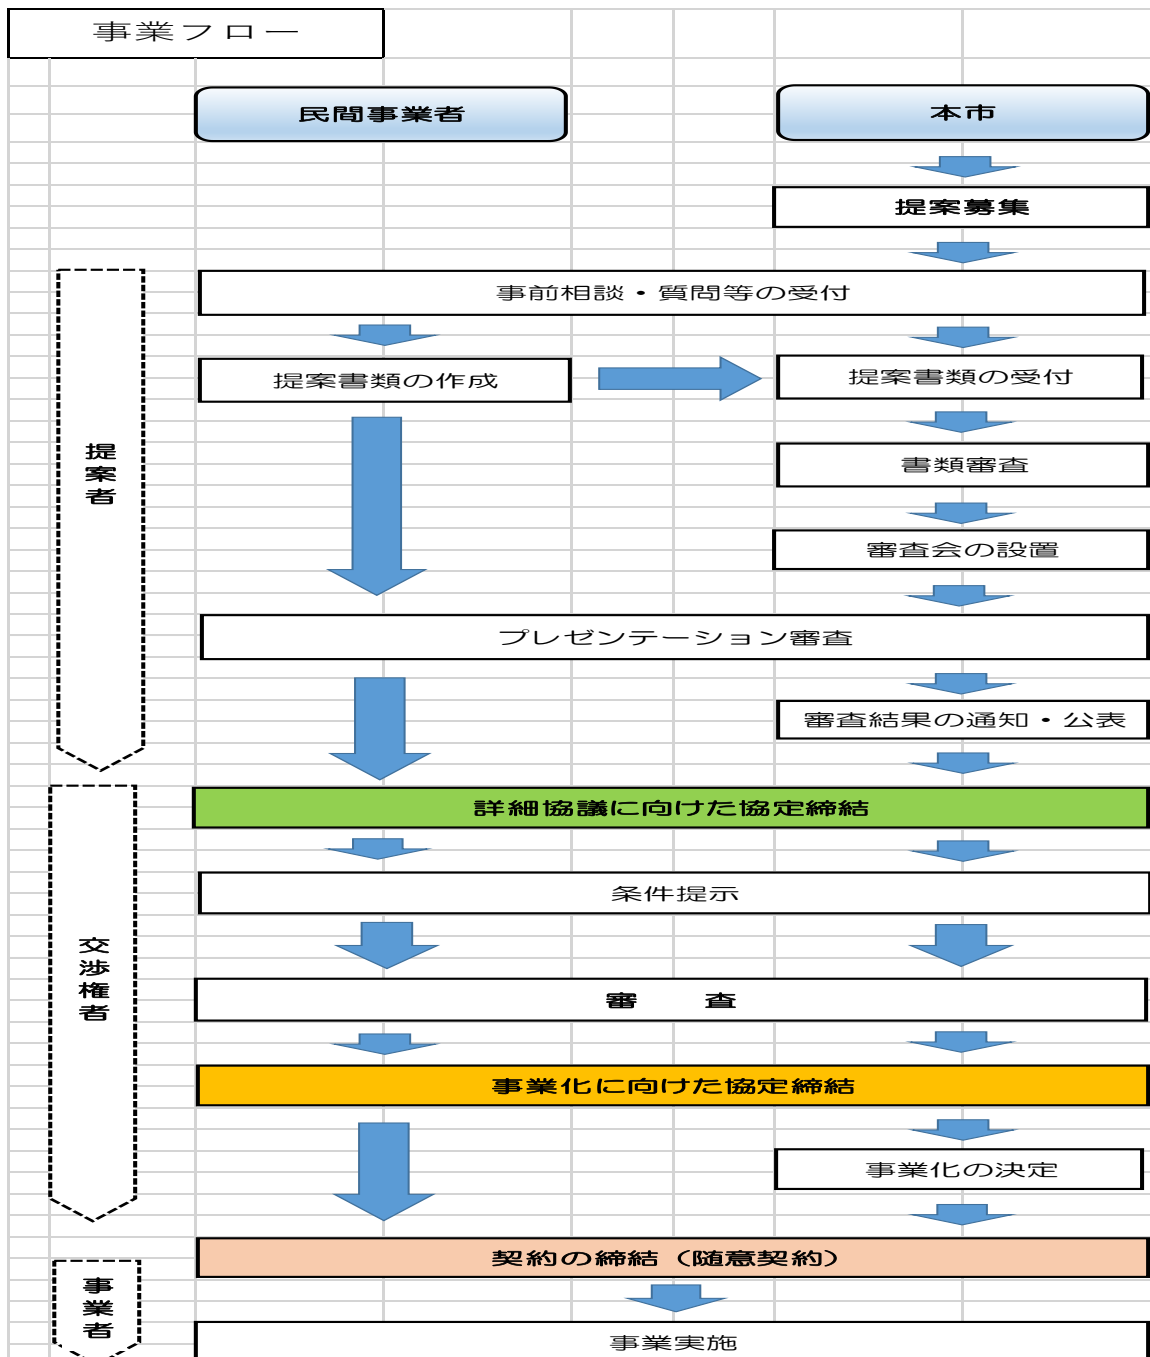 事業フロー
民間事業者
本市
提案募集
事前相談・質問等の受付
提案書類の作成
提案書類の受付
書類審査
審査会の設置
プレゼンテーション審査
審査結果の通知・公表
提案者
詳細協議に向けた協定締結
条件提示
審　　査
事業化に向けた協定締結
事業化の決定
交渉権者
契約の締結（随意契約）
事業実施
事業者